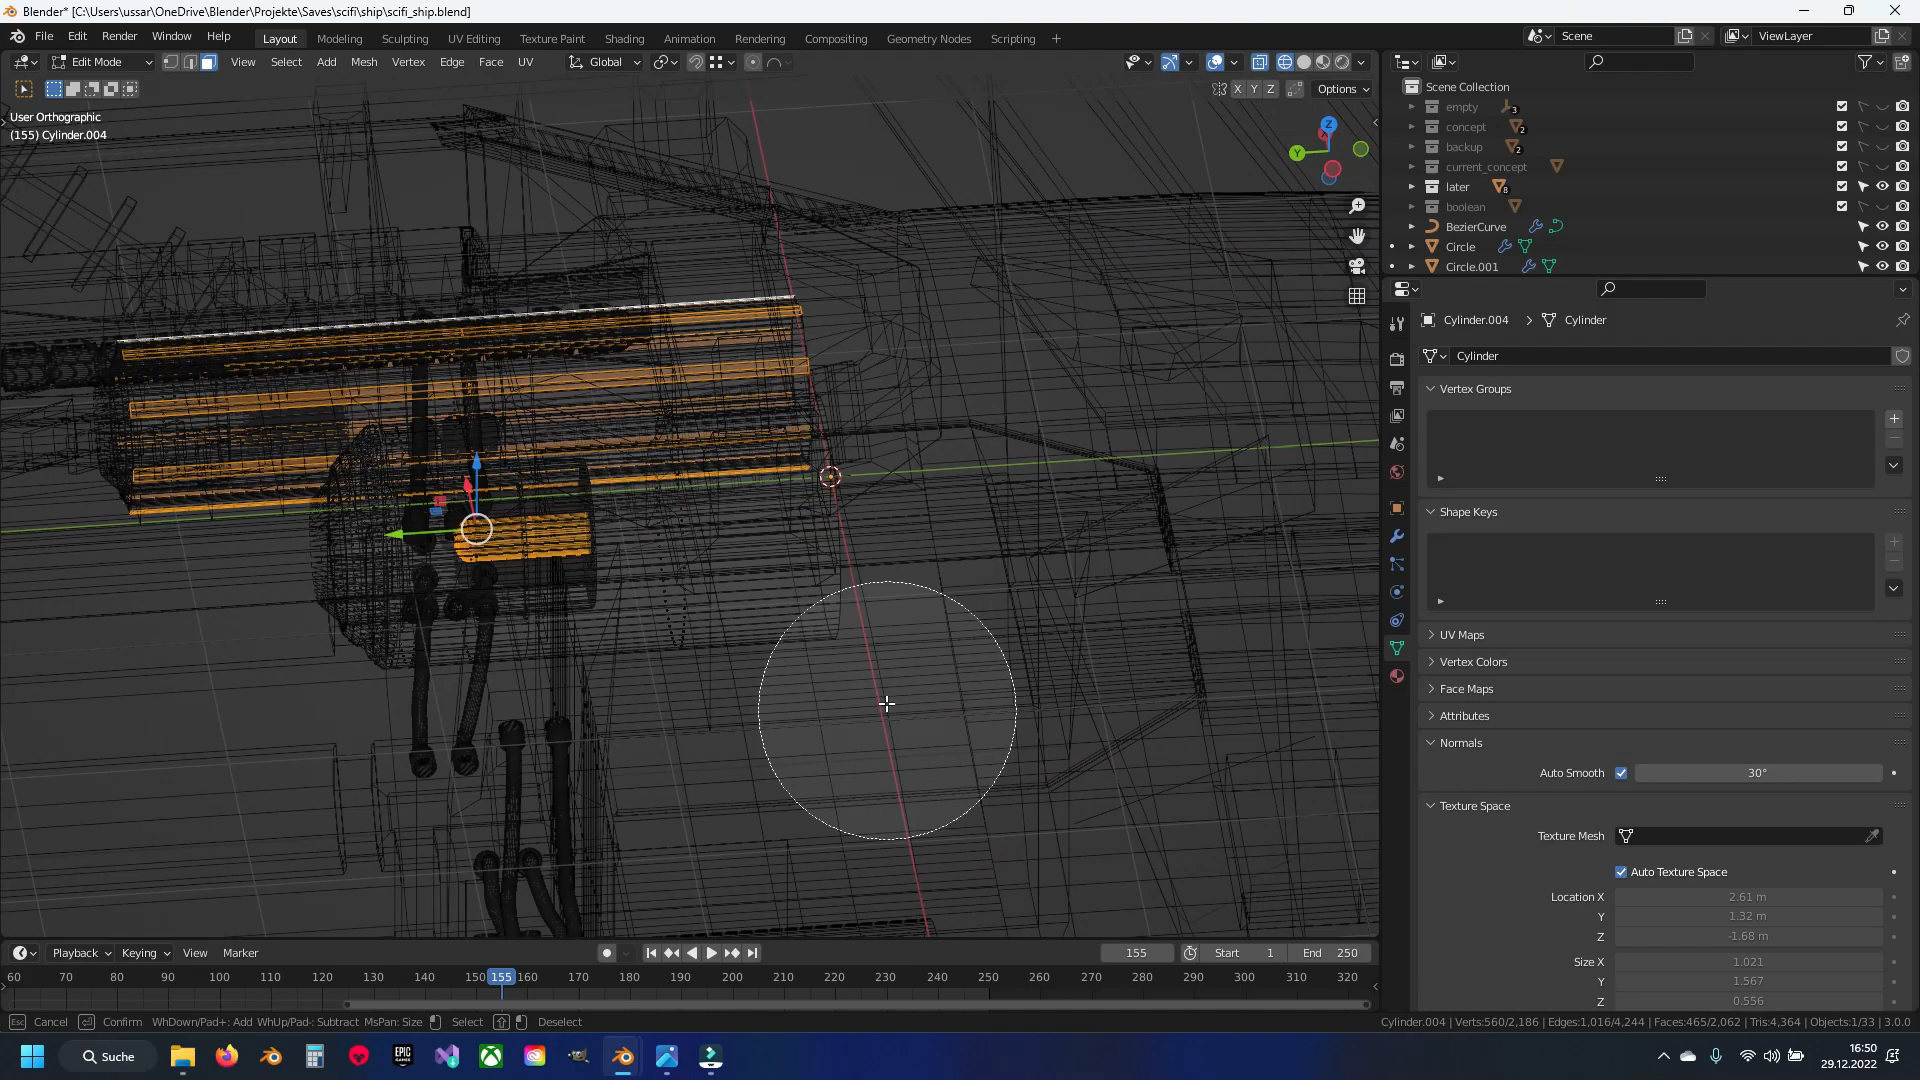 Blender* [C:\Users\ussar\OneDrive\Blender\Projekte\Saves\scifi\ship\scifi_ship.blend]
File Edit Render Window Help Layout Modeling Sculpting UV Editing Texture Paint Shading Animation Rendering Compositing Geometry Nodes Scripting + Scene ViewLayer
Edit Mode View Select Add Mesh Vertex Edge Face UV Global
X Y Z Options
User Orthographic
(155) Cylinder.004
Z
Y
Scene Collection
empty 3
concept 2
backup 2
current_concept
later 8
boolean
BezierCurve
Circle
Circle.001
Cylinder.004 > Cylinder
Cylinder
Vertex Groups
Shape Keys
UV Maps
Vertex Colors
Face Maps
Attributes
Normals
Auto Smooth 30°
Texture Space
Texture Mesh
Auto Texture Space
Location X 2.61 m
Y 1.32 m
Z -1.68 m
Size X 1.021
Y 1.567
Z 0.556
Playback Keying View Marker 155 Start 1 End 250
60 70 80 90 100 110 120 130 140 150 155 160 170 180 190 200 210 220 230 240 250 260 270 280 290 300 310 320
Esc Cancel Confirm WhDown/Pad+: Add WhUp/Pad-: Subtract MsPan: Size Select Deselect Cylinder.004 | Verts:560/2,186 | Edges:1,016/4,244 | Faces:465/2,062 | Tris:4,364 | Objects:1/33 | 3.0.0
Suche EPIC GAMES 16:50
29.12.2022